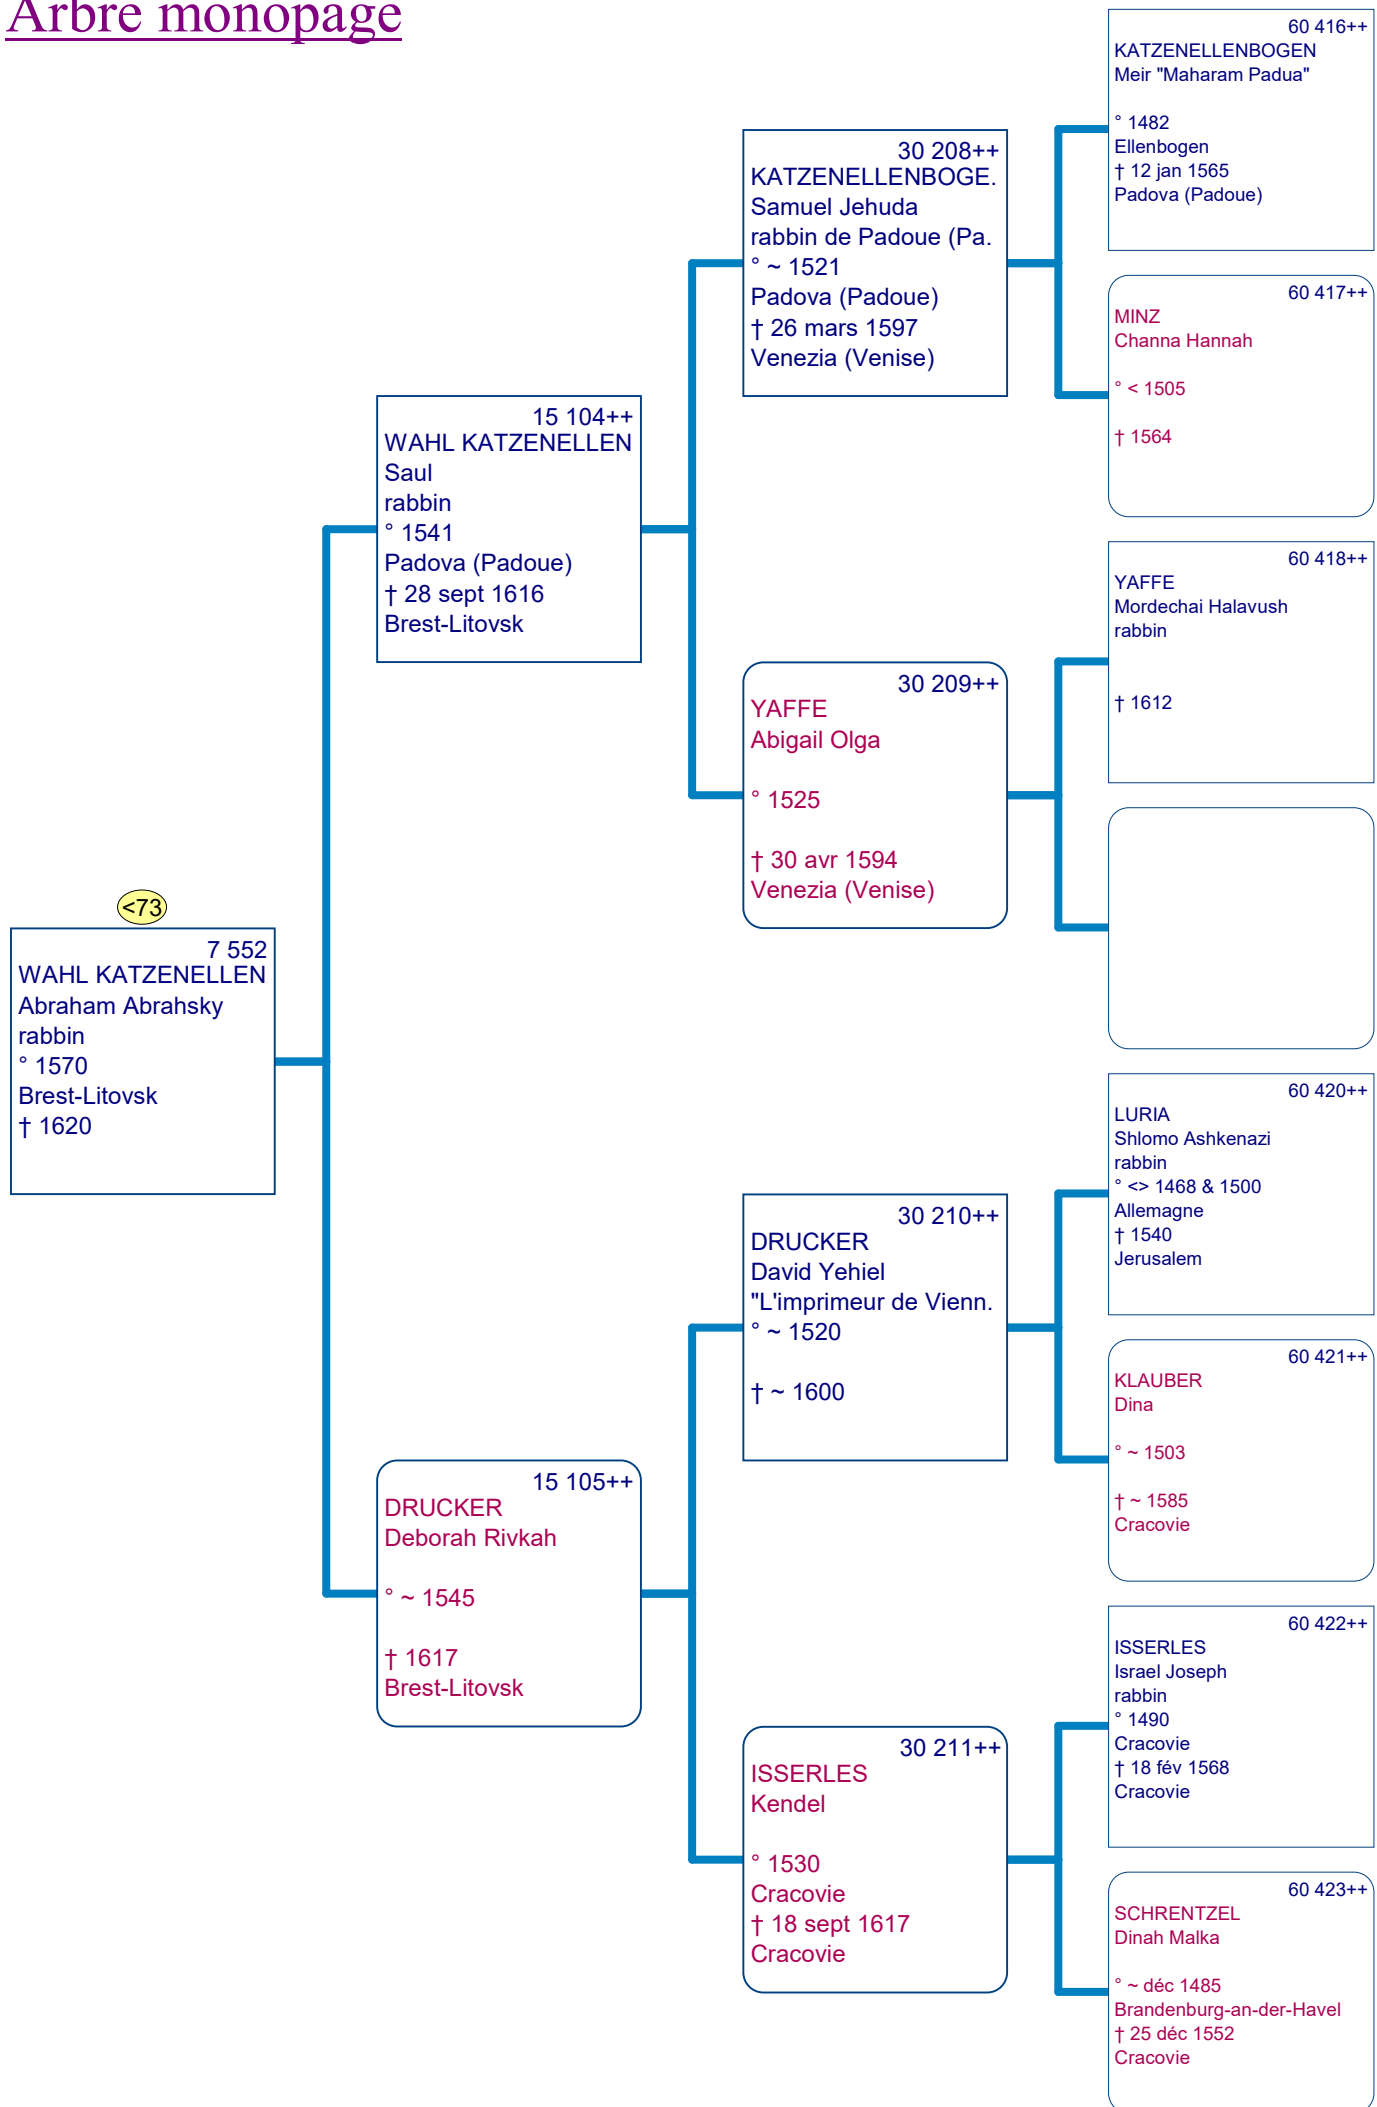 Arbre monopage
60 416++
KATZENELLENBOGEN
Meir "Maharam Padua"
° 1482
Ellenbogen
† 12 jan 1565
Padova (Padoue)
30 208++
KATZENELLENBOGE.
Samuel Jehuda
rabbin de Padoue (Pa.
° ~ 1521
Padova (Padoue)
† 26 mars 1597
Venezia (Venise)
60 417++
MINZ
Channa Hannah
° < 1505
† 1564
15 104++
WAHL KATZENELLEN
Saul
rabbin
° 1541
Padova (Padoue)
† 28 sept 1616
Brest-Litovsk
60 418++
YAFFE
Mordechai Halavush
rabbin
† 1612
30 209++
YAFFE
Abigail Olga
° 1525
† 30 avr 1594
Venezia (Venise)
<73
7 552
WAHL KATZENELLEN
Abraham Abrahsky
rabbin
° 1570
Brest-Litovsk
† 1620
60 420++
LURIA
Shlomo Ashkenazi
rabbin
° <> 1468 & 1500
Allemagne
† 1540
Jerusalem
30 210++
DRUCKER
David Yehiel
"L'imprimeur de Vienn.
° ~ 1520
† ~ 1600
60 421++
KLAUBER
Dina
° ~ 1503
† ~ 1585
Cracovie
15 105++
DRUCKER
Deborah Rivkah
° ~ 1545
† 1617
Brest-Litovsk
60 422++
ISSERLES
Israel Joseph
rabbin
° 1490
Cracovie
† 18 fév 1568
Cracovie
30 211++
ISSERLES
Kendel
° 1530
Cracovie
† 18 sept 1617
Cracovie
60 423++
SCHRENTZEL
Dinah Malka
° ~ déc 1485
Brandenburg-an-der-Havel
† 25 déc 1552
Cracovie